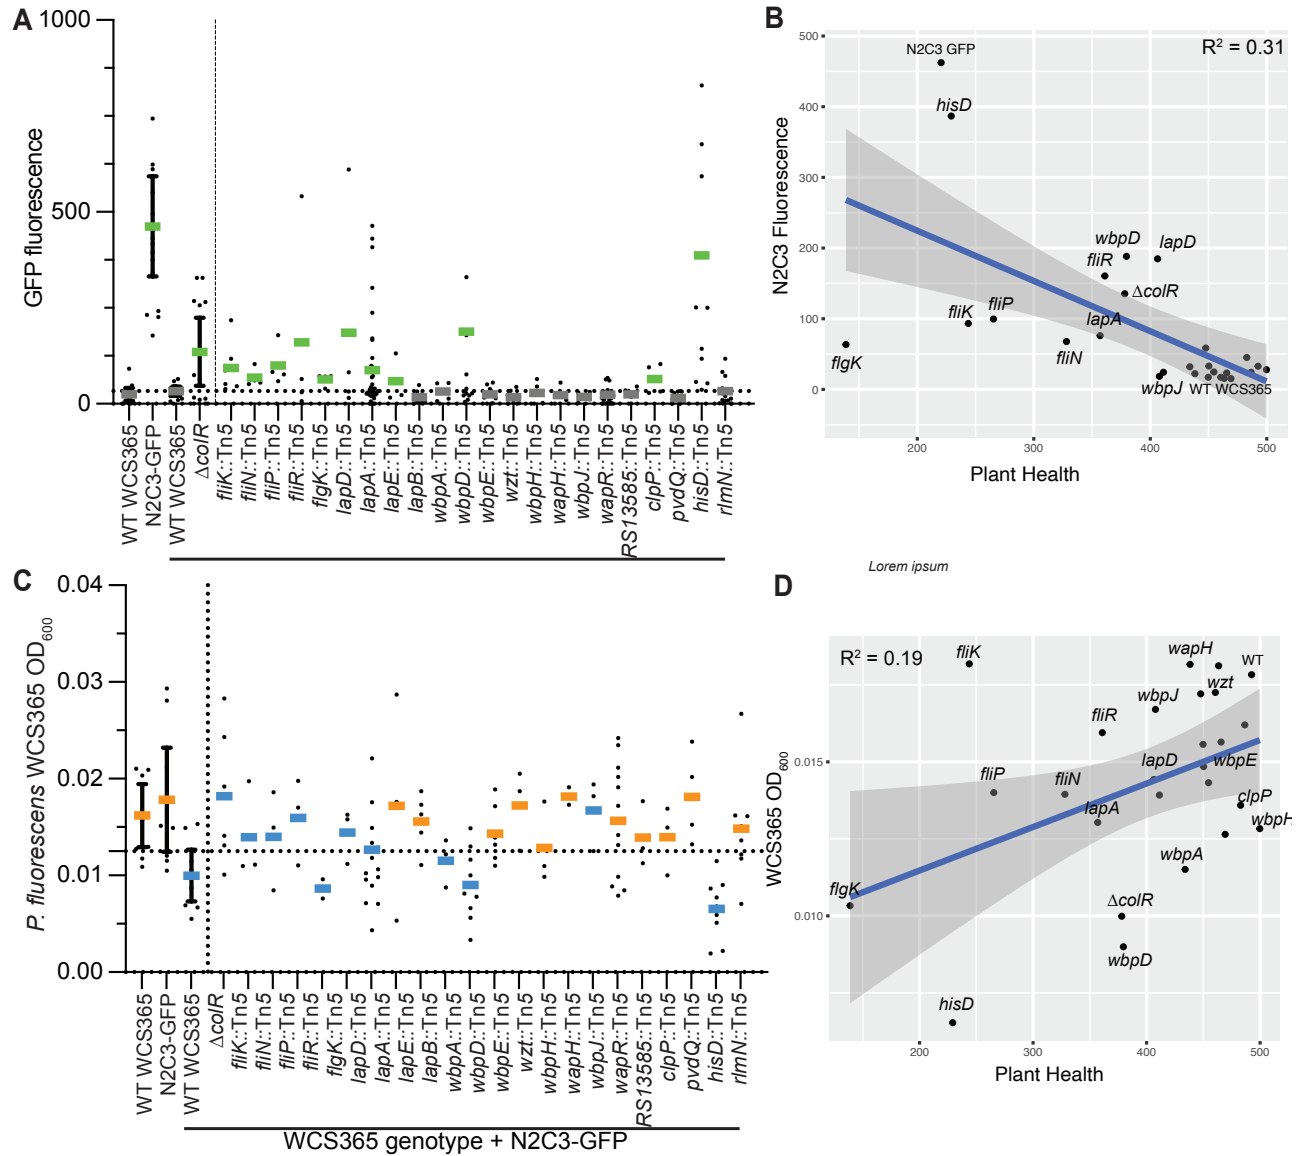 A
1000
500
0
GFP fluorescence
WT WCS365
N2C3-GFP
WT WCS365
ΔcolR
fliK::Tn5
fliN::Tn5
fliP::Tn5
fliR::Tn5
flgK::Tn5
lapD::Tn5
lapA::Tn5
lapE::Tn5
lapB::Tn5
wbpA::Tn5
wbpD::Tn5
wbpE::Tn5
wzt::Tn5
wbpH::Tn5
wapH::Tn5
wbpJ::Tn5
wapR::Tn5
RS13585::Tn5
clpP::Tn5
pvdQ::Tn5
hisD::Tn5
rlmN::Tn5
B
R² = 0.31
500
400
300
200
100
0
N2C3 Fluorescence
N2C3 GFP
hisD
wbpD
lapD
fliR
ΔcolR
fliK
fliP
lapA
fliN
flgK
wbpJ
WT WCS365
200
300
400
500
Plant Health
C
0.04
0.03
0.02
0.01
0.00
P. fluorescens WCS365 OD600
WT WCS365
N2C3-GFP
WT WCS365
ΔcolR
fliK::Tn5
fliN::Tn5
fliP::Tn5
fliR::Tn5
flgK::Tn5
lapD::Tn5
lapA::Tn5
lapE::Tn5
lapB::Tn5
wbpA::Tn5
wbpD::Tn5
wbpE::Tn5
wzt::Tn5
wbpH::Tn5
wapH::Tn5
wbpJ::Tn5
wapR::Tn5
RS13585::Tn5
clpP::Tn5
pvdQ::Tn5
hisD::Tn5
rlmN::Tn5
WCS365 genotype + N2C3-GFP
Lorem ipsum
D
R² = 0.19
0.015
0.010
WCS365 OD600
fliK
wapH
WT
wzt
wbpJ
fliR
lapD
wbpE
fliP
fliN
clpP
lapA
wbpH
wbpA
flgK
ΔcolR
wbpD
hisD
200
300
400
500
Plant Health